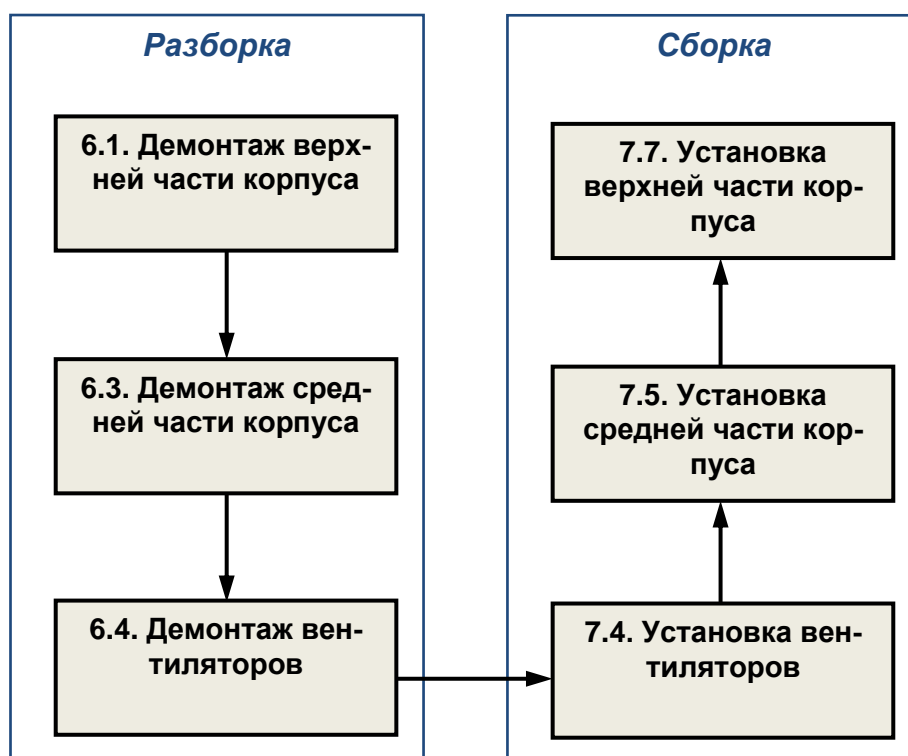 Разборка
6.1. Демонтаж верх-
ней части корпуса
6.3. Демонтаж сред-
ней части корпуса
6.4. Демонтаж вен-
тиляторов
Сборка
7.7. Установка
верхней части кор-
пуса
7.5. Установка
средней части кор-
пуса
7.4. Установка вен-
тиляторов